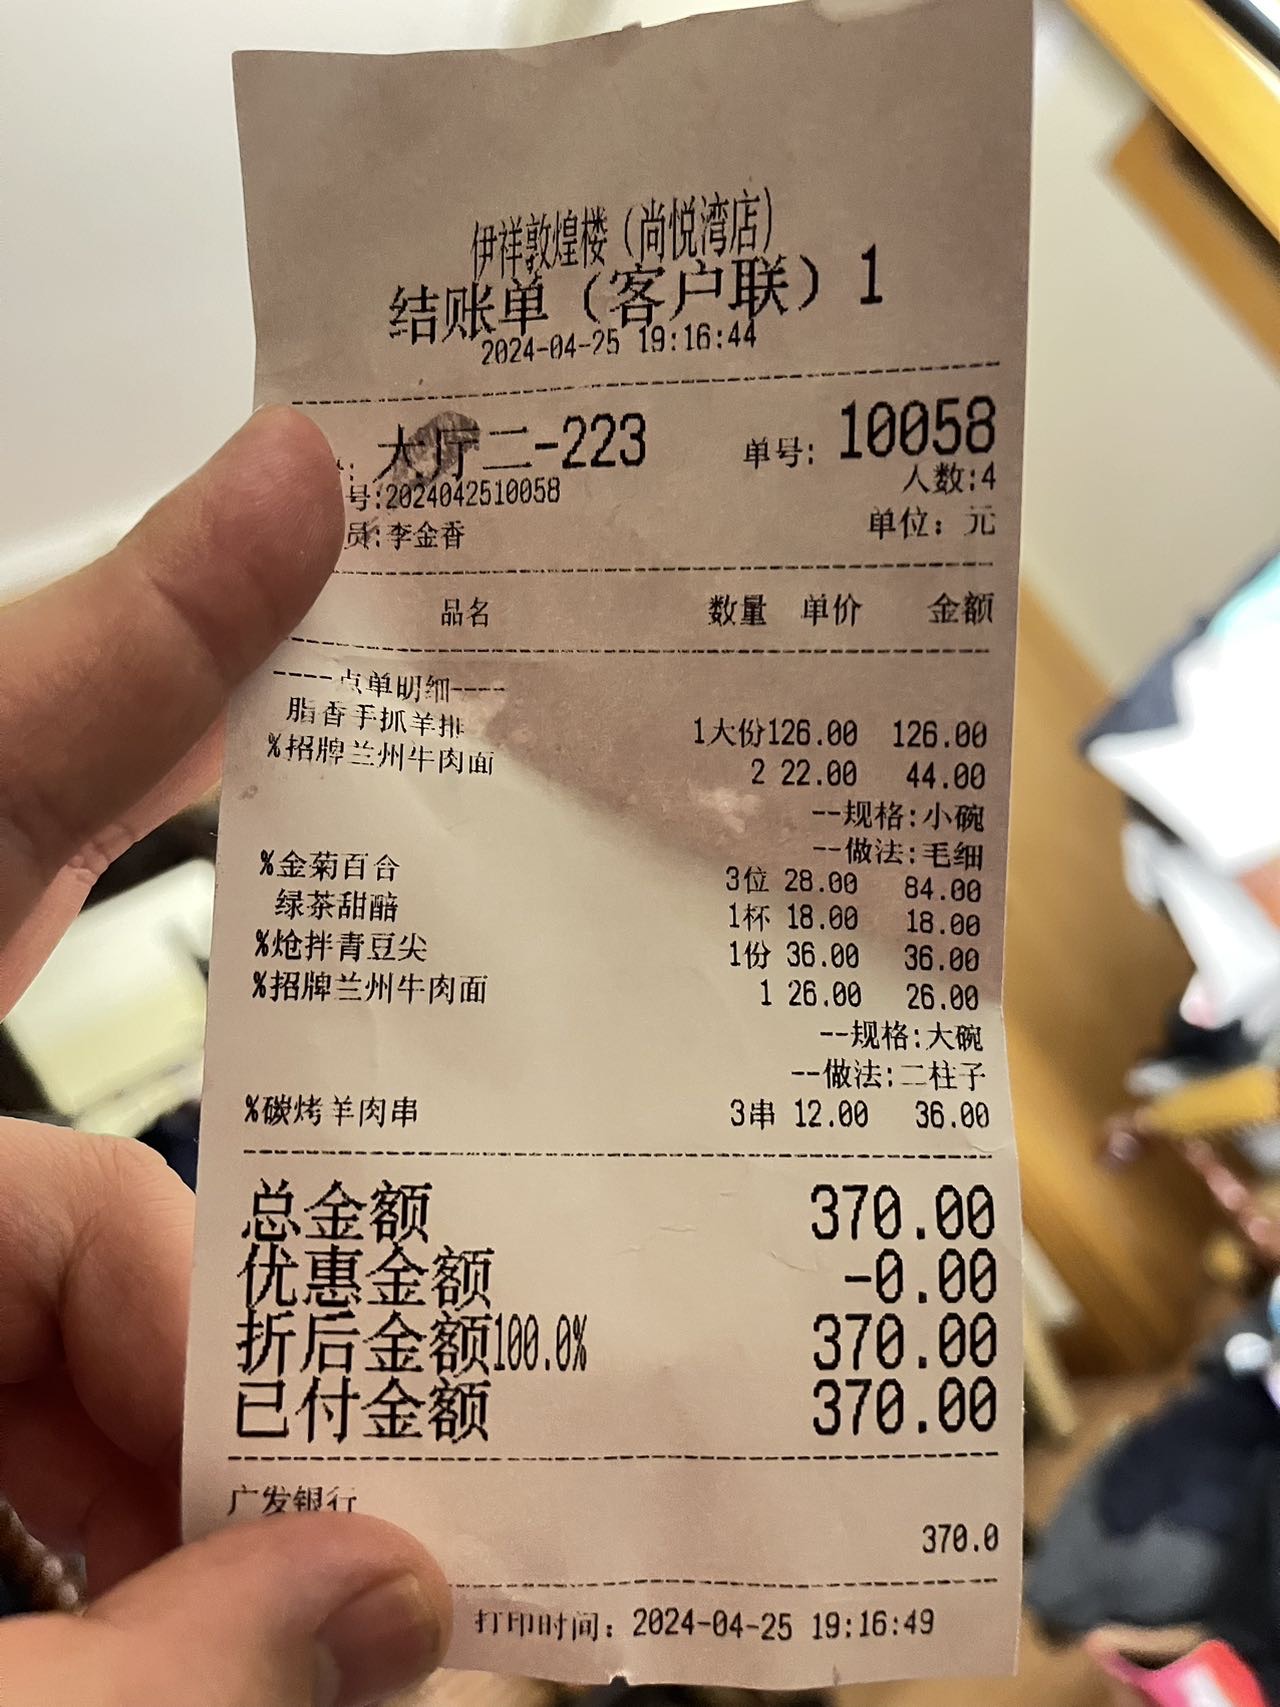 伊祥敦煌楼（尚悦湾店）
结账单（客户联）1
2024-04-25 19:16:44
: 大厅二-223 单号: 10058
号:2024042510058 人数:4
员:李金香 单位: 元
品名 数量 单价 金额
----点单明细----
脂香手抓羊排 1大份126.00 126.00
%招牌兰州牛肉面 2 22.00 44.00
--规格:小碗
--做法:毛细
%金菊百合 3位 28.00 84.00
绿茶甜醅 1杯 18.00 18.00
%炝拌青豆尖 1份 36.00 36.00
%招牌兰州牛肉面 1 26.00 26.00
--规格:大碗
--做法:二柱子
%碳烤羊肉串 3串 12.00 36.00
总金额 370.00
优惠金额 -0.00
折后金额100.0% 370.00
已付金额 370.00
广发银行
370.0
打印时间: 2024-04-25 19:16:49